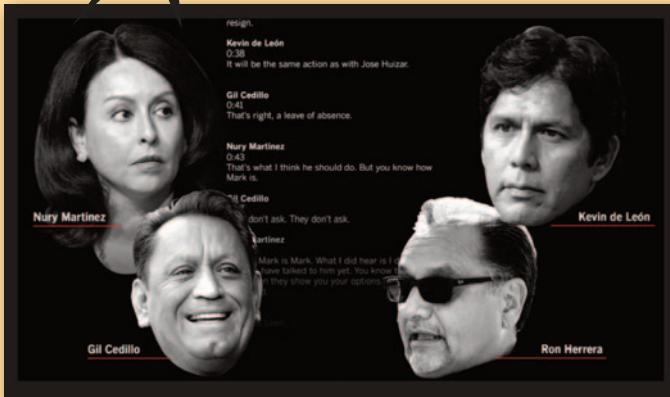 resign.
Kevin de León
0:38
It will be the same action as with Jose Huizar.
Gil Cedillo
0:41
That's right, a leave of absence.
Nury Martinez
0:43
That's what I think he should do. But you know how
Mark is.
Gil Cedillo
don't ask. They don't ask.
Martinez
Mark is Mark. What I did hear is I
have talked to him yet. You know
they show you your options.
Nury Martinez
Kevin de León
Gil Cedillo
Ron Herrera